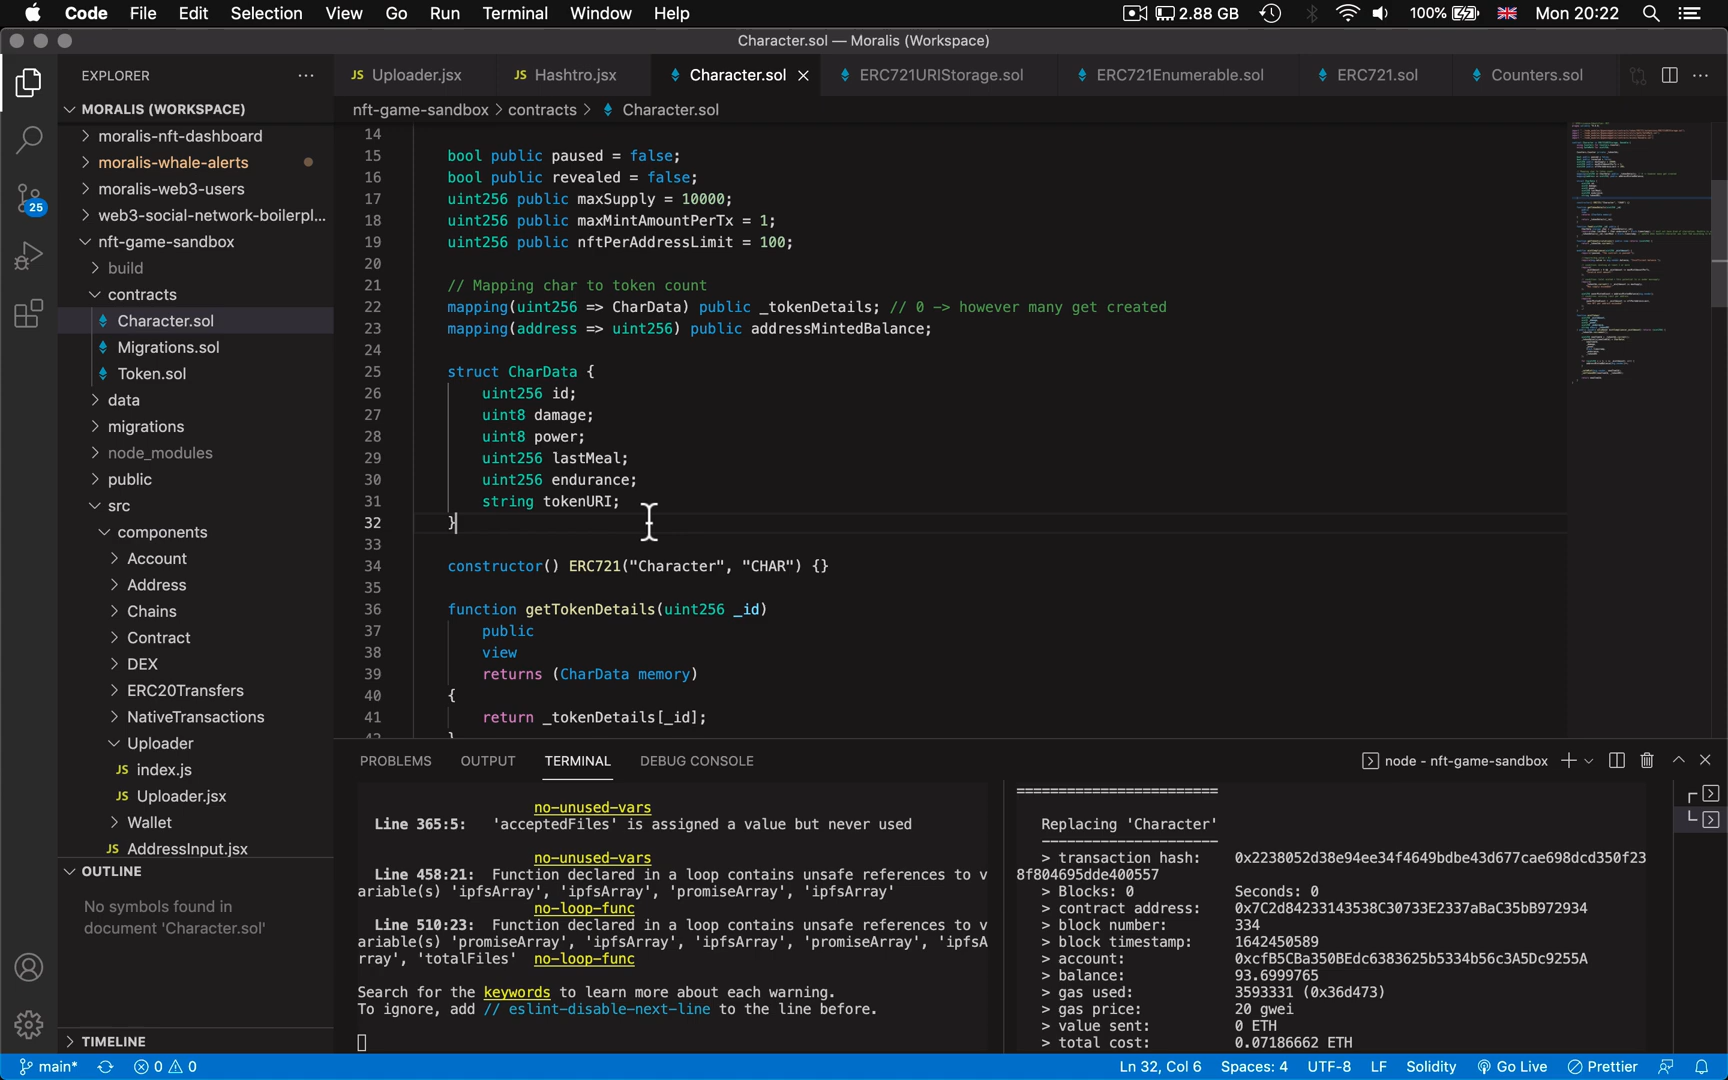 Code File Edit Selection View Go Run Terminal Window Help 2.88 GB 100% Mon 20:22
Character.sol — Moralis (Workspace)
EXPLORER ···
JS Uploader.jsx JS Hashtro.jsx Character.sol ERC721URIStorage.sol ERC721Enumerable.sol ERC721.sol Counters.sol
MORALIS (WORKSPACE)
moralis-nft-dashboard
moralis-whale-alerts
moralis-web3-users
web3-social-network-boilerpl...
nft-game-sandbox
build
contracts
Character.sol
Migrations.sol
Token.sol
data
migrations
node_modules
public
src
components
Account
Address
Chains
Contract
DEX
ERC20Transfers
NativeTransactions
Uploader
JS index.js
JS Uploader.jsx
Wallet
JS AddressInput.jsx
OUTLINE
No symbols found in
document 'Character.sol'
TIMELINE
25
nft-game-sandbox > contracts > Character.sol
14
15 bool public paused = false;
16 bool public revealed = false;
17 uint256 public maxSupply = 10000;
18 uint256 public maxMintAmountPerTx = 1;
19 uint256 public nftPerAddressLimit = 100;
20
21 // Mapping char to token count
22 mapping(uint256 => CharData) public _tokenDetails; // 0 -> however many get created
23 mapping(address => uint256) public addressMintedBalance;
24
25 struct CharData {
26 uint256 id;
27 uint8 damage;
28 uint8 power;
29 uint256 lastMeal;
30 uint256 endurance;
31 string tokenURI;
32 }
33
34 constructor() ERC721("Character", "CHAR") {}
35
36 function getTokenDetails(uint256 _id)
37 public
38 view
39 returns (CharData memory)
40 {
41 return _tokenDetails[_id];
42 }
PROBLEMS OUTPUT TERMINAL DEBUG CONSOLE node - nft-game-sandbox
no-unused-vars
Line 365:5: 'acceptedFiles' is assigned a value but never used
no-unused-vars
Line 458:21: Function declared in a loop contains unsafe references to v
ariable(s) 'ipfsArray', 'ipfsArray', 'promiseArray', 'ipfsArray'
no-loop-func
Line 510:23: Function declared in a loop contains unsafe references to v
ariable(s) 'promiseArray', 'ipfsArray', 'ipfsArray', 'promiseArray', 'ipfsA
rray', 'totalFiles' no-loop-func
Search for the keywords to learn more about each warning.
To ignore, add // eslint-disable-next-line to the line before.
========================
Replacing 'Character'
---------------------
> transaction hash: 0x2238052d38e94ee34f4649bdbe43d677cae698dcd350f23
8f804695dde400557
> Blocks: 0 Seconds: 0
> contract address: 0x7C2d84233143538C30733E2337aBaC35bB972934
> block number: 334
> block timestamp: 1642450589
> account: 0xcfB5CBa350BEdc6383625b5334b56c3A5Dc9255A
> balance: 93.6999765
> gas used: 3593331 (0x36d473)
> gas price: 20 gwei
> value sent: 0 ETH
> total cost: 0.07186662 ETH
main* 0 0 Ln 32, Col 6 Spaces: 4 UTF-8 LF Solidity Go Live Prettier